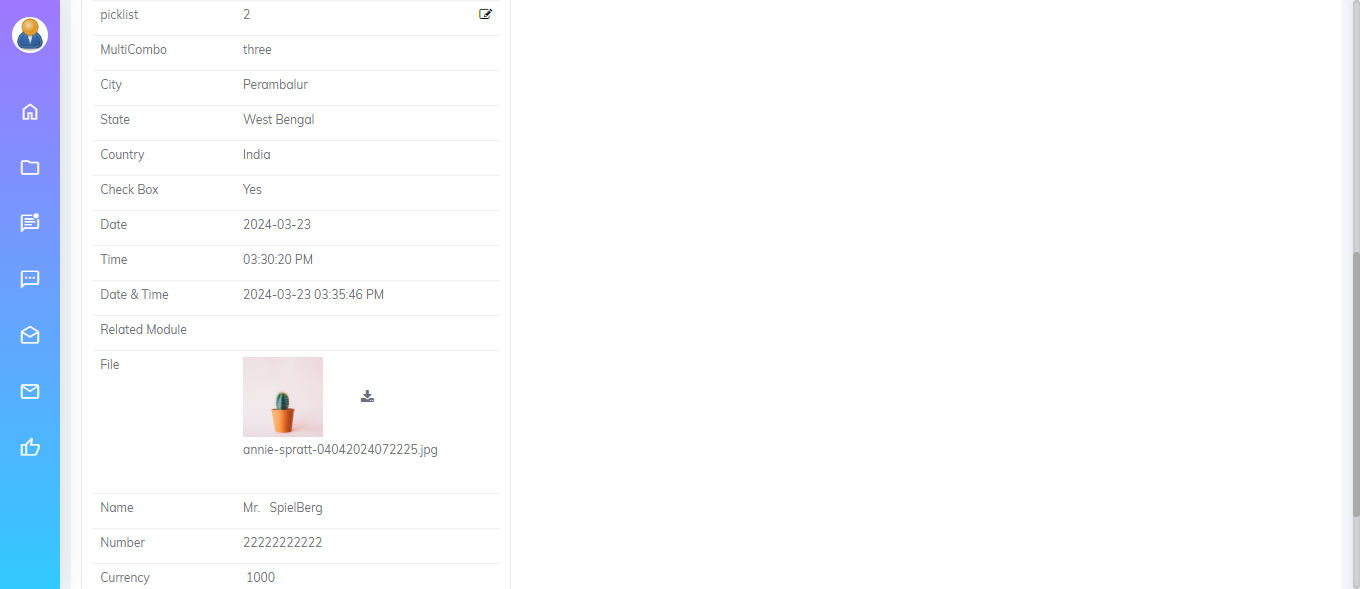 picklist 2
MultiCombo three
City Perambalur
State West Bengal
Country India
Check Box Yes
Date 2024-03-23
Time 03:30:20 PM
Date & Time 2024-03-23 03:35:46 PM
Related Module
File
annie-spratt-04042024072225.jpg
Name Mr. SpielBerg
Number 22222222222
Currency 1000